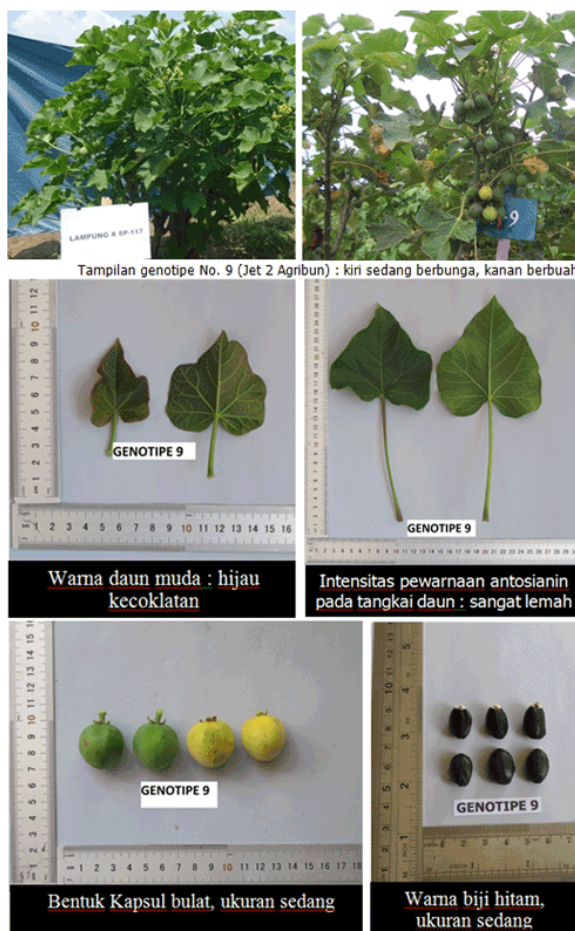 LAMPUNG X SP-117
9
Tampilan genotipe No. 9 (Jet 2 Agribun) : kiri sedang berbunga, kanan berbuah
GENOTIPE 9
Warna daun muda : hijau
kecoklatan
GENOTIPE 9
Intensitas pewarnaan antosianin
pada tangkai daun : sangat lemah
GENOTIPE 9
Bentuk Kapsul bulat, ukuran sedang
GENOTIPE 9
Warna biji hitam,
ukuran sedang